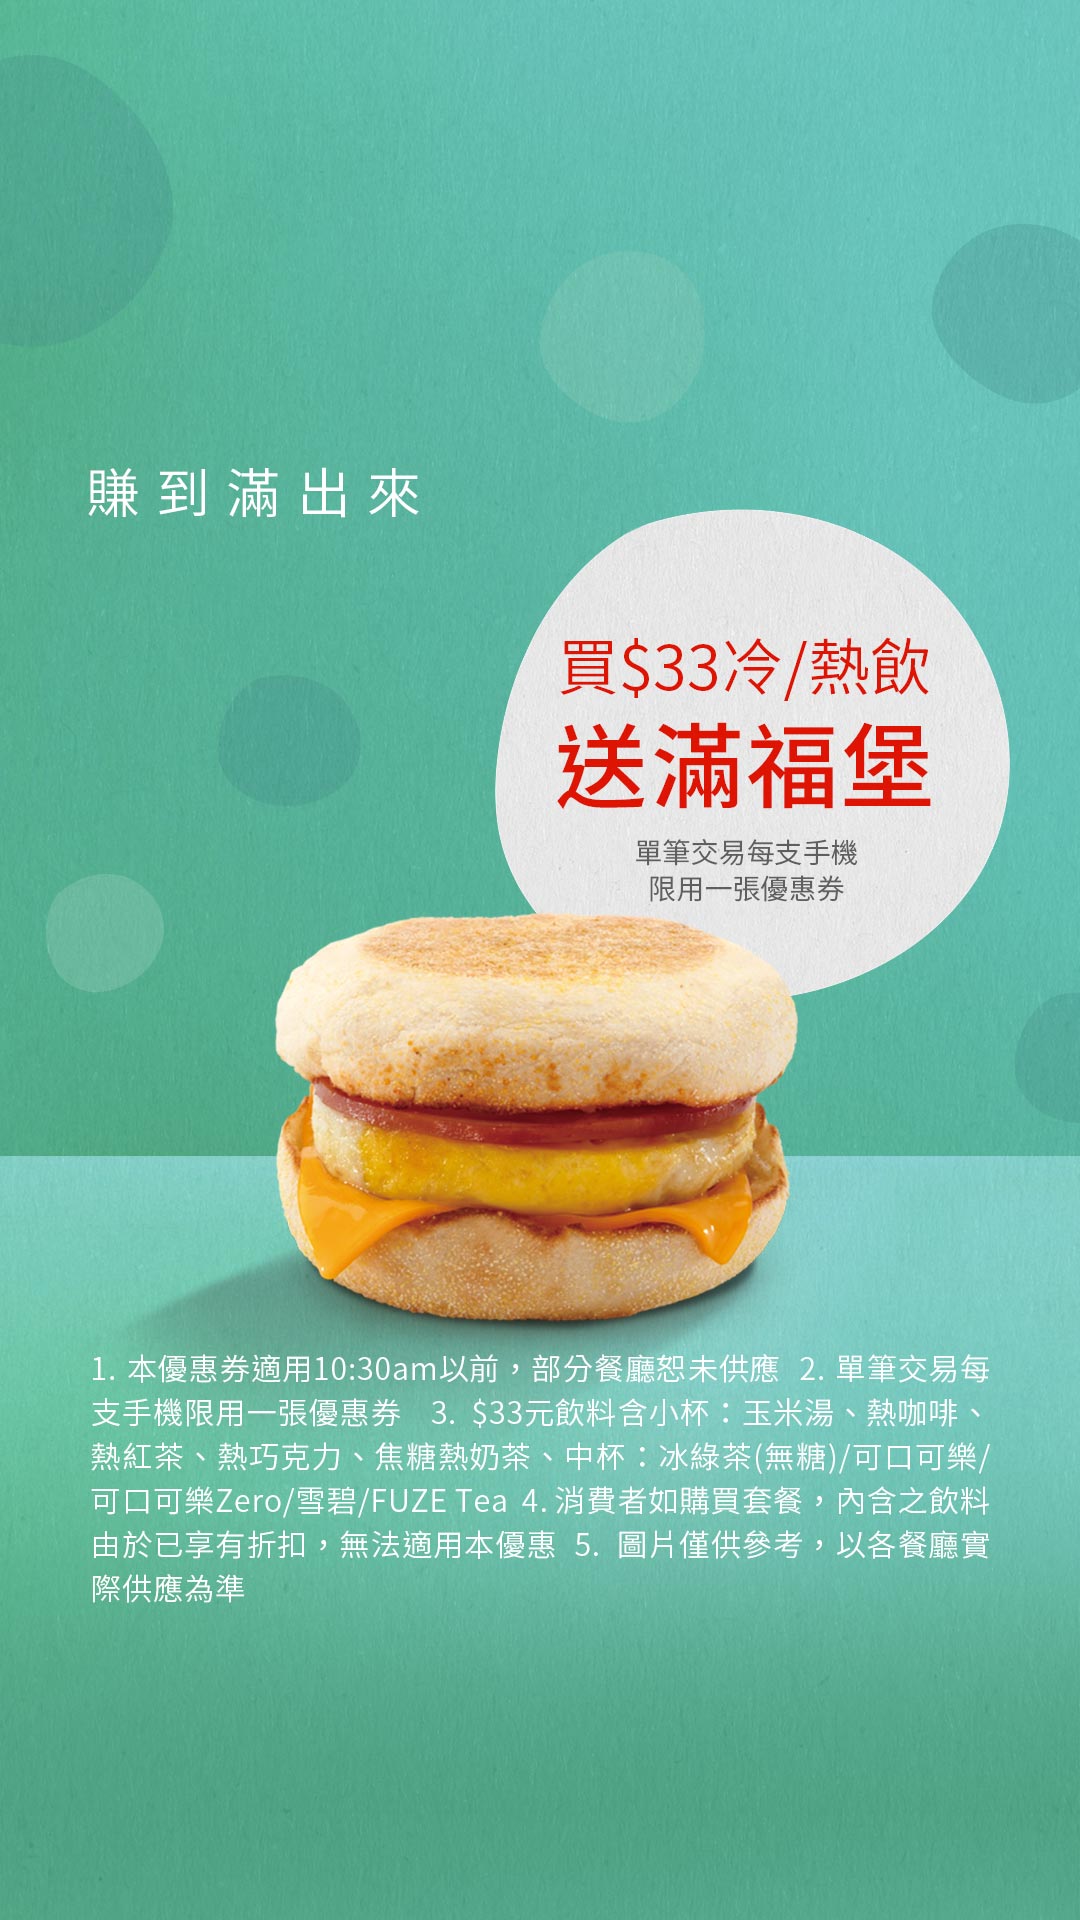 賺到滿出來
買$33冷/熱飲
送滿福堡
單筆交易每支手機
限用一張優惠券
1. 本優惠券適用10:30am以前，部分餐廳恕未供應 2. 單筆交易每
支手機限用一張優惠券 3. $33元飲料含小杯：玉米湯、熱咖啡、
熱紅茶、熱巧克力、焦糖熱奶茶、中杯：冰綠茶(無糖)/可口可樂/
可口可樂Zero/雪碧/FUZE Tea 4. 消費者如購買套餐，內含之飲料
由於已享有折扣，無法適用本優惠 5. 圖片僅供參考，以各餐廳實
際供應為準